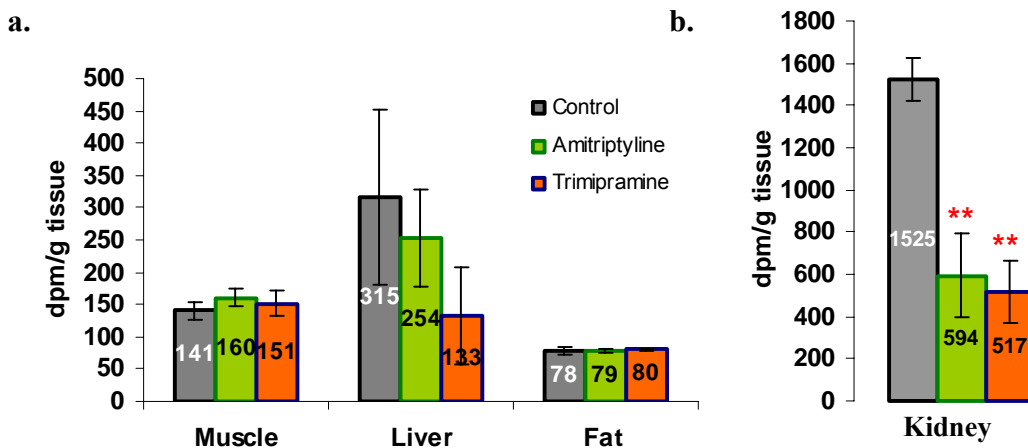 a.
dpm/g tissue
500
450
400
350
300
250
200
150
100
50
0
Control
Amitriptyline
Trimipramine
141 160 151
315 254 133
78 79 80
Muscle Liver Fat
b.
dpm/g tissue
1800
1600
1400
1200
1000
800
600
400
200
0
** **
1525 594 517
Kidney